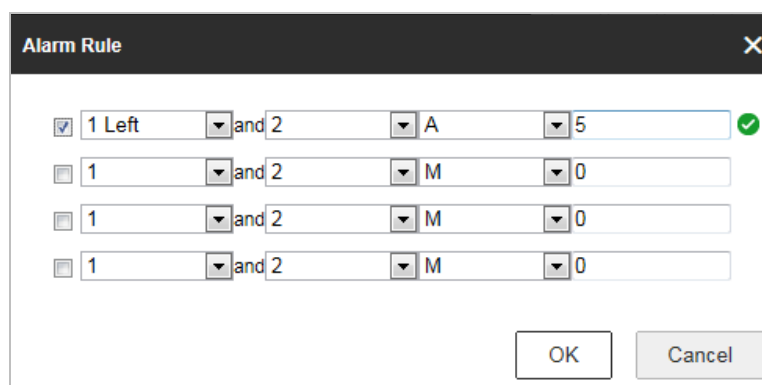 Alarm Rule
1 Left and 2 A 5
1 and 2 M 0
1 and 2 M 0
1 and 2 M 0
OK Cancel